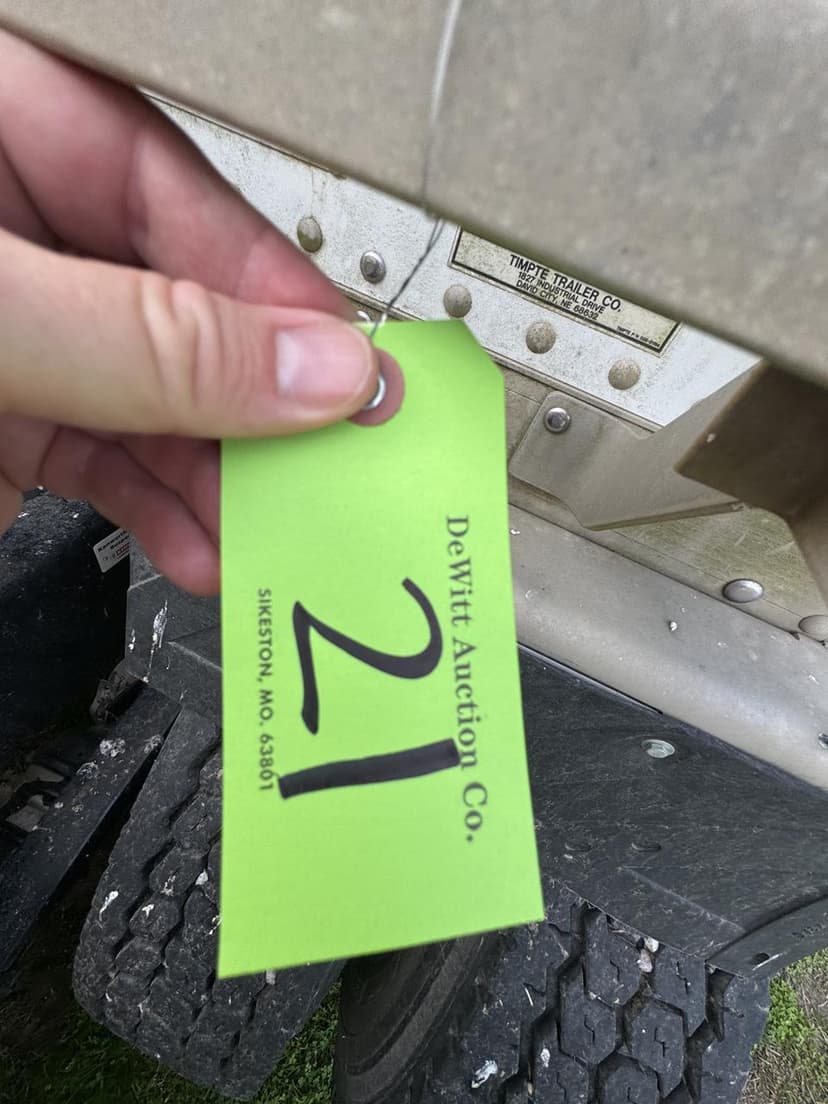 TIMPTE TRAILER CO.
1827 INDUSTRIAL DRIVE
DAVID CITY, NE 68632
DeWitt Auction Co.
21
SIKESTON, MO. 63801